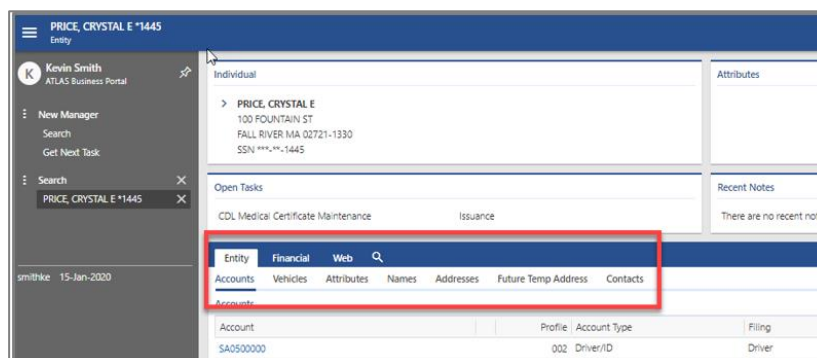 PRICE, CRYSTAL E *1445
Entity
K
Kevin Smith
ATLAS Business Portal
New Manager
Search
Get Next Task
Search
PRICE, CRYSTAL E *1445
smithke 15-Jan-2020
Individual
PRICE, CRYSTAL E
100 FOUNTAIN ST
FALL RIVER MA 02721-1330
SSN ***-**-1445
Attributes
Open Tasks
CDL Medical Certificate Maintenance Issuance
Recent Notes
There are no recent not
Entity Financial Web
Accounts Vehicles Attributes Names Addresses Future Temp Address Contacts
Accounts
Account Profile Account Type Filing
SA0500000 002 Driver/ID Driver